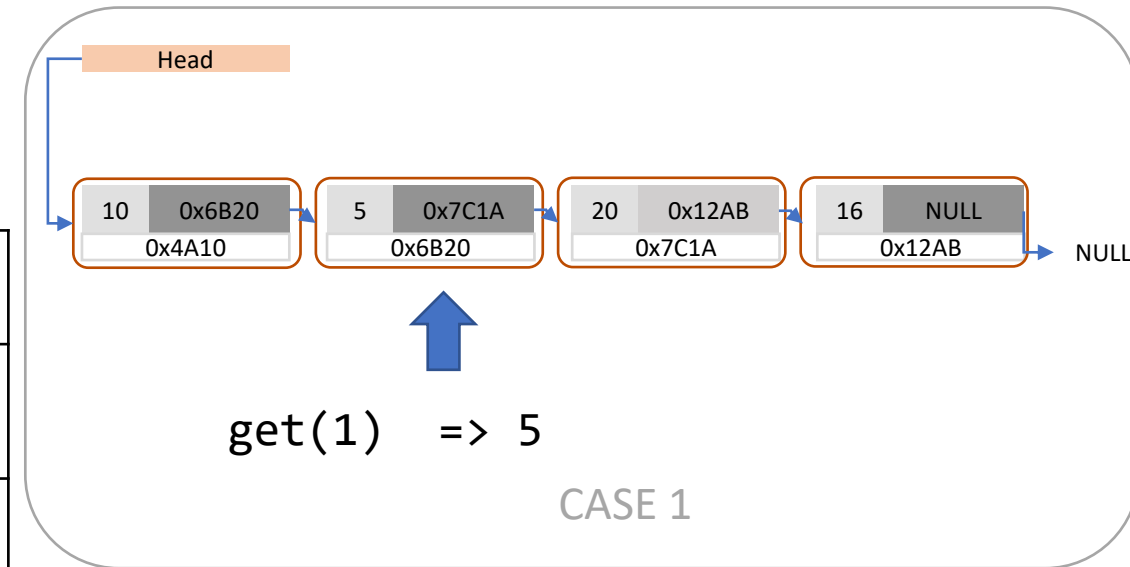 Head
10 0x6B20 5 0x7C1A 20 0x12AB 16 NULL
0x4A10 0x6B20 0x7C1A 0x12AB NULL
get(1) => 5
CASE 1